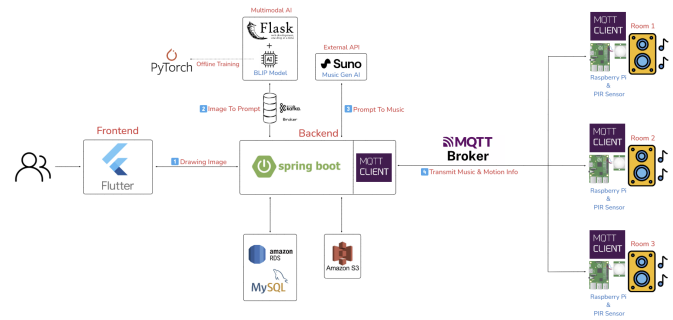 Multimodal AI
Flask
+
AI
BLIP Model
PyTorch
Offline Training
External API
Suno
Music Gen AI
2 Image To Prompt
kafka
Broker
3 Prompt To Music
Frontend
Flutter
1 Drawing Image
Backend
spring boot
MQTT
CLIENT
MQTT
Broker
4 Transmit Music & Motion Info
amazon
RDS
MySQL
Amazon S3
Room 1
MQTT
CLIENT
Raspberry Pi
&
PIR Sensor
Room 2
MQTT
CLIENT
Raspberry Pi
&
PIR Sensor
Room 3
MQTT
CLIENT
Raspberry Pi
&
PIR Sensor